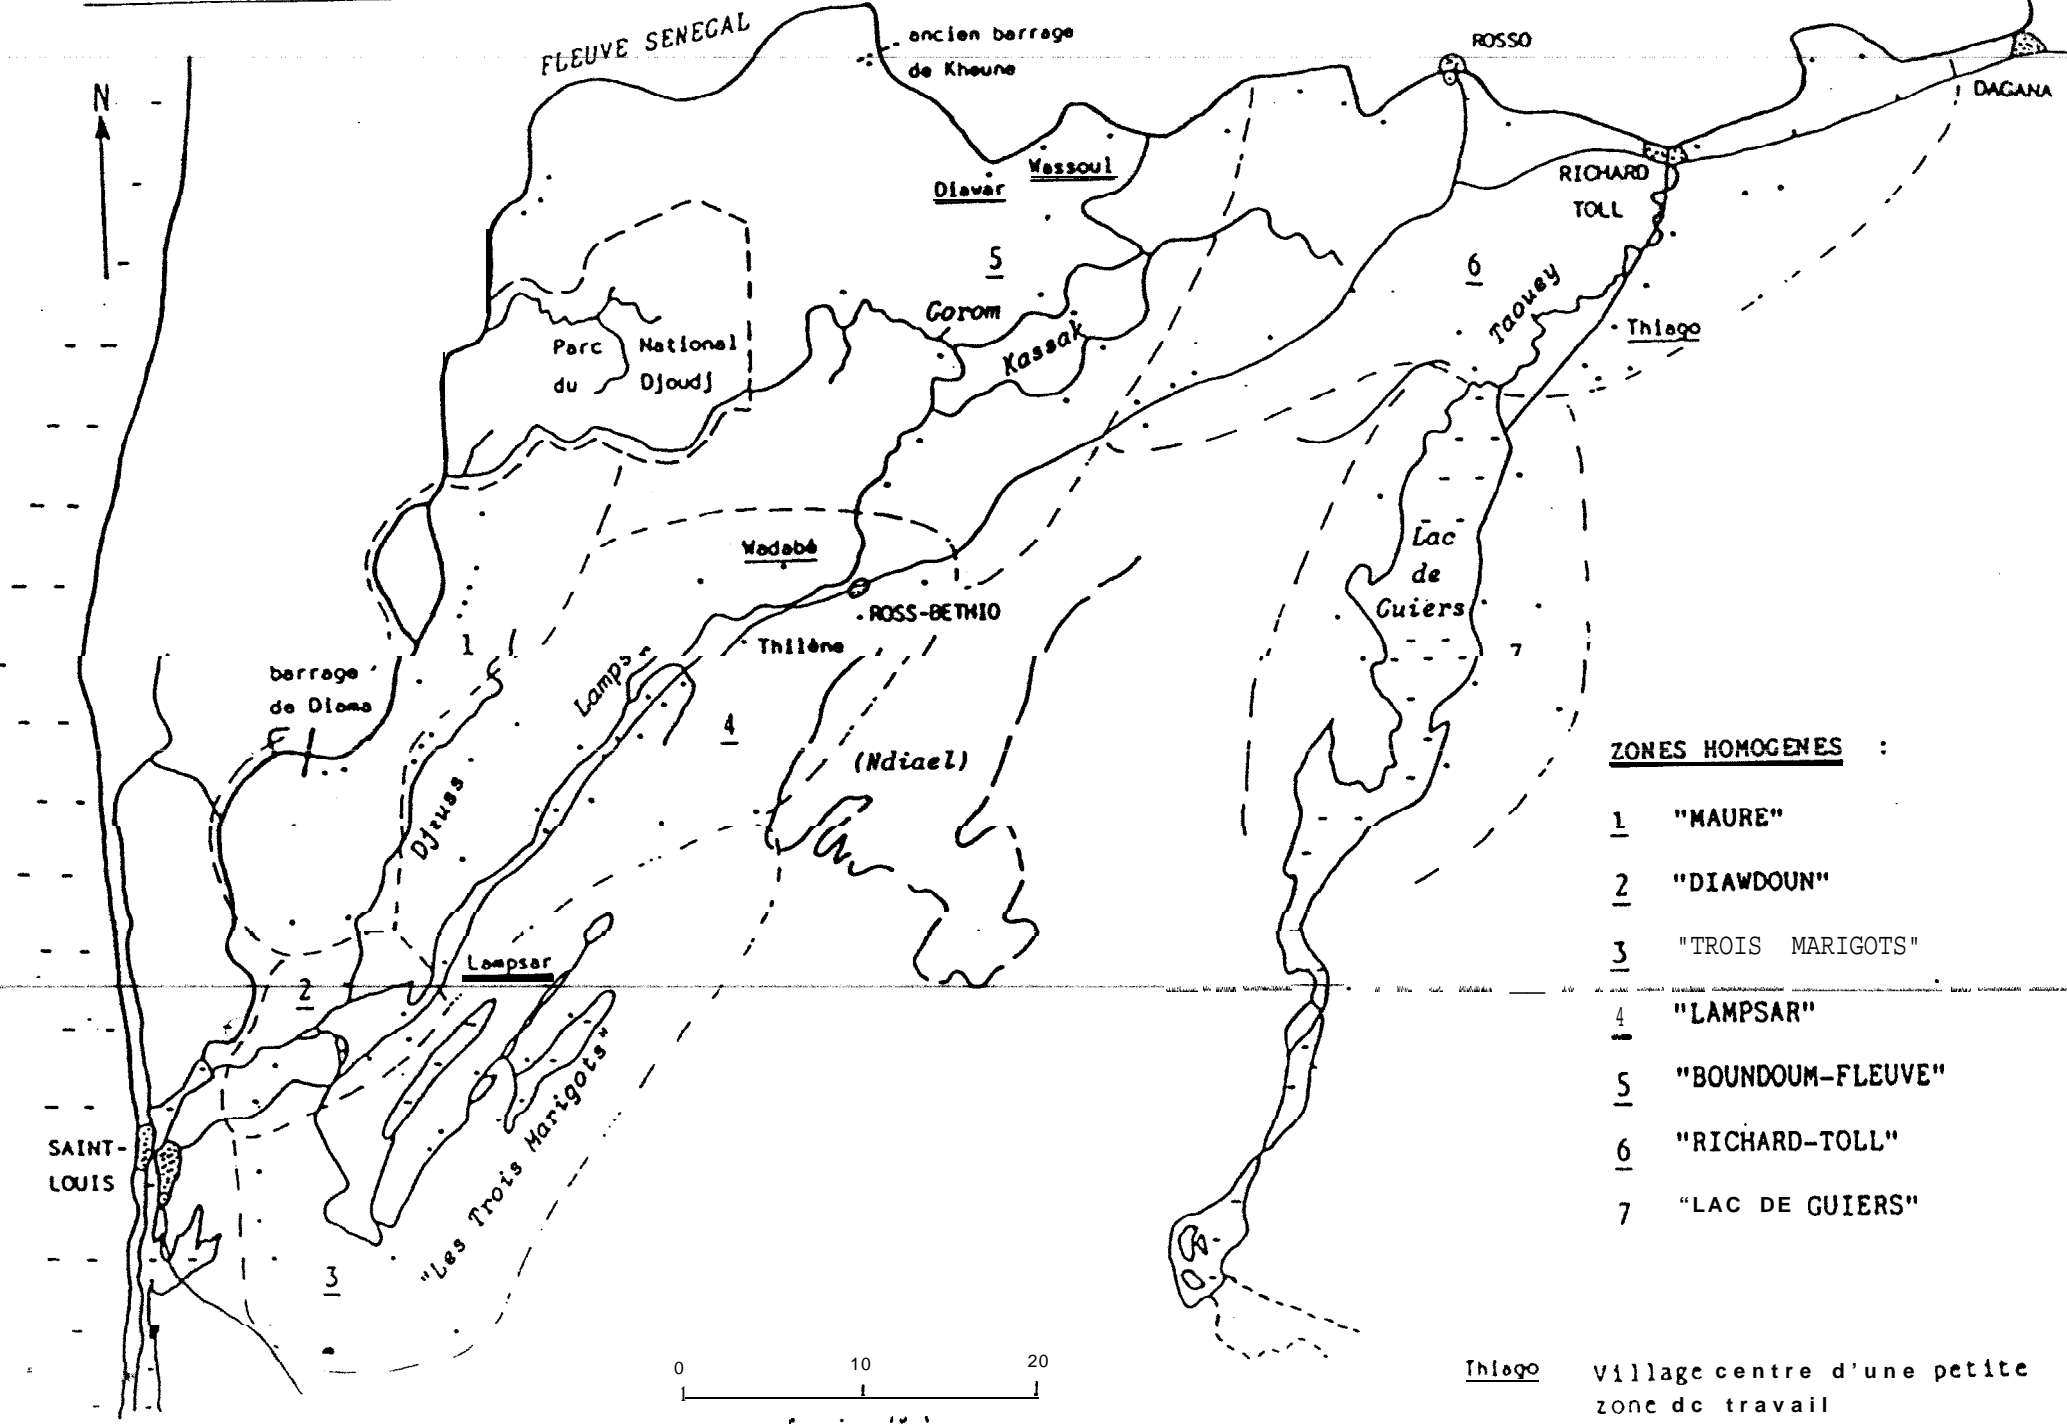 FLEUVE SENEGAL
ancien barrage
de Kheune
ROSSO
DAGANA
N
Wassoul
Diawar
RICHARD
TOLL
5
6
Gorom
Taouey
Thiago
Kassak
Parc National
du Djoudj
Lac
de
Guiers
Wadabé
ROSS-BETHIO
Thilène
1
7
barrage
de Diama
Lamps
4
(Ndiael)
Djeuss
Lampsar
2
"Les Trois Marigots"
SAINT-
LOUIS
3
ZONES HOMOGENES :
1 "MAURE"
2 "DIAWDOUN"
3 "TROIS MARIGOTS"
4 "LAMPSAR"
5 "BOUNDOUM-FLEUVE"
6 "RICHARD-TOLL"
7 "LAC DE GUIERS"
0 10 20
Thiago Village centre d'une petite
zone de travail